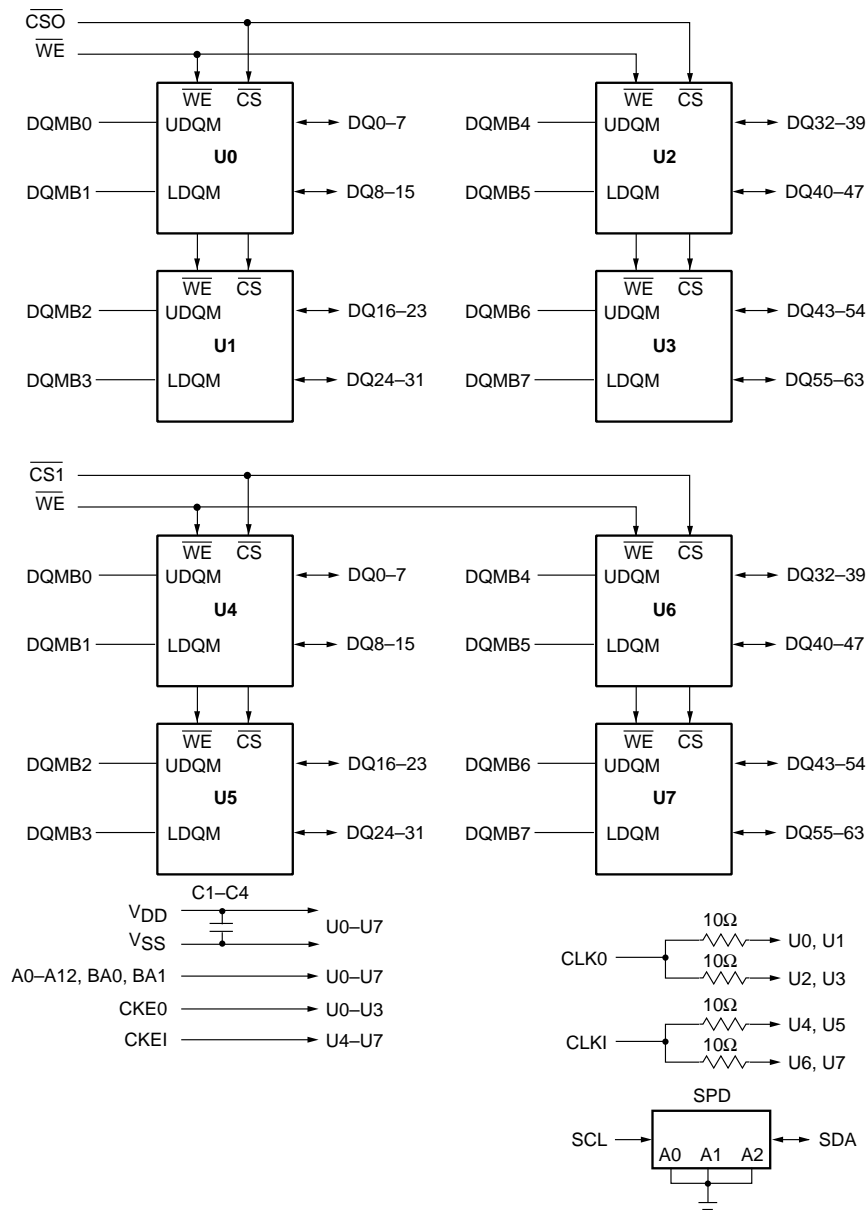 CSO
WE
WE CS WE CS
DQMB0 UDQM DQ0–7 DQMB4 UDQM DQ32–39
U0 U2
DQMB1 LDQM DQ8–15 DQMB5 LDQM DQ40–47
WE CS WE CS
DQMB2 UDQM DQ16–23 DQMB6 UDQM DQ43–54
U1 U3
DQMB3 LDQM DQ24–31 DQMB7 LDQM DQ55–63
CS1
WE
WE CS WE CS
DQMB0 UDQM DQ0–7 DQMB4 UDQM DQ32–39
U4 U6
DQMB1 LDQM DQ8–15 DQMB5 LDQM DQ40–47
WE CS WE CS
DQMB2 UDQM DQ16–23 DQMB6 UDQM DQ43–54
U5 U7
DQMB3 LDQM DQ24–31 DQMB7 LDQM DQ55–63
C1–C4
VDD
U0–U7
VSS
A0–A12, BA0, BA1 U0–U7
CKE0 U0–U3
CKEI U4–U7
10Ω
U0, U1
CLK0
10Ω
U2, U3
10Ω
U4, U5
CLKI
10Ω
U6, U7
SPD
SCL SDA
A0 A1 A2